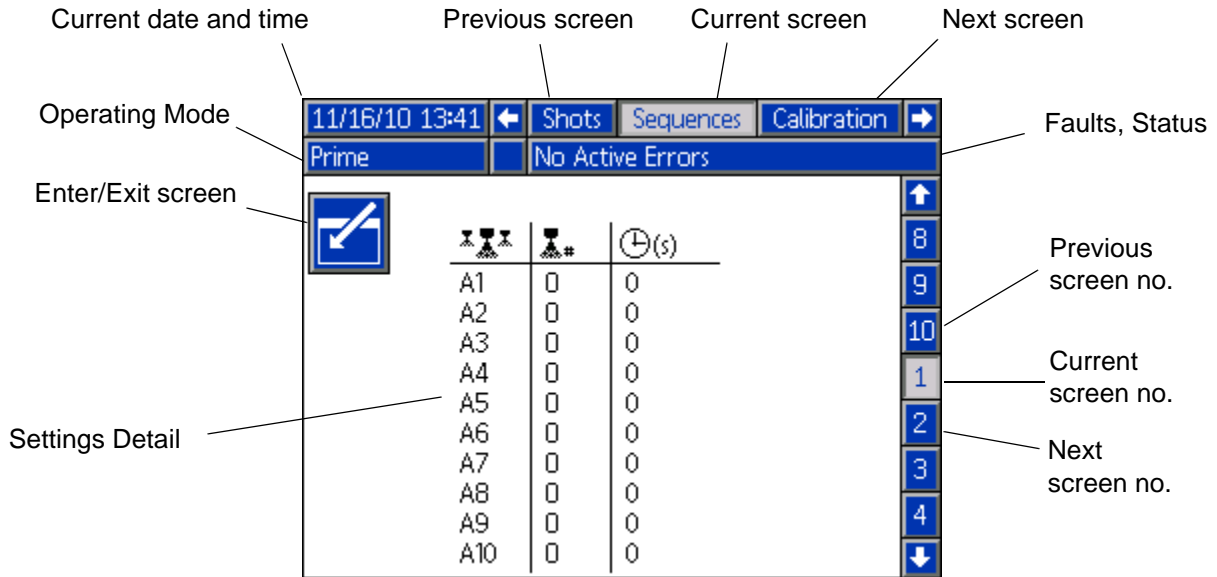 Current date and time
Previous screen
Current screen
Next screen
Operating Mode
11/16/10 13:41
Shots
Sequences
Calibration
Faults, Status
Prime
No Active Errors
Enter/Exit screen
#
(s)
8
Previous
screen no.
A1 0 0
9
A2 0 0
10
A3 0 0
A4 0 0
1
Current
screen no.
A5 0 0
2
Settings Detail
A6 0 0
Next
screen no.
A7 0 0
3
A8 0 0
4
A9 0 0
A10 0 0